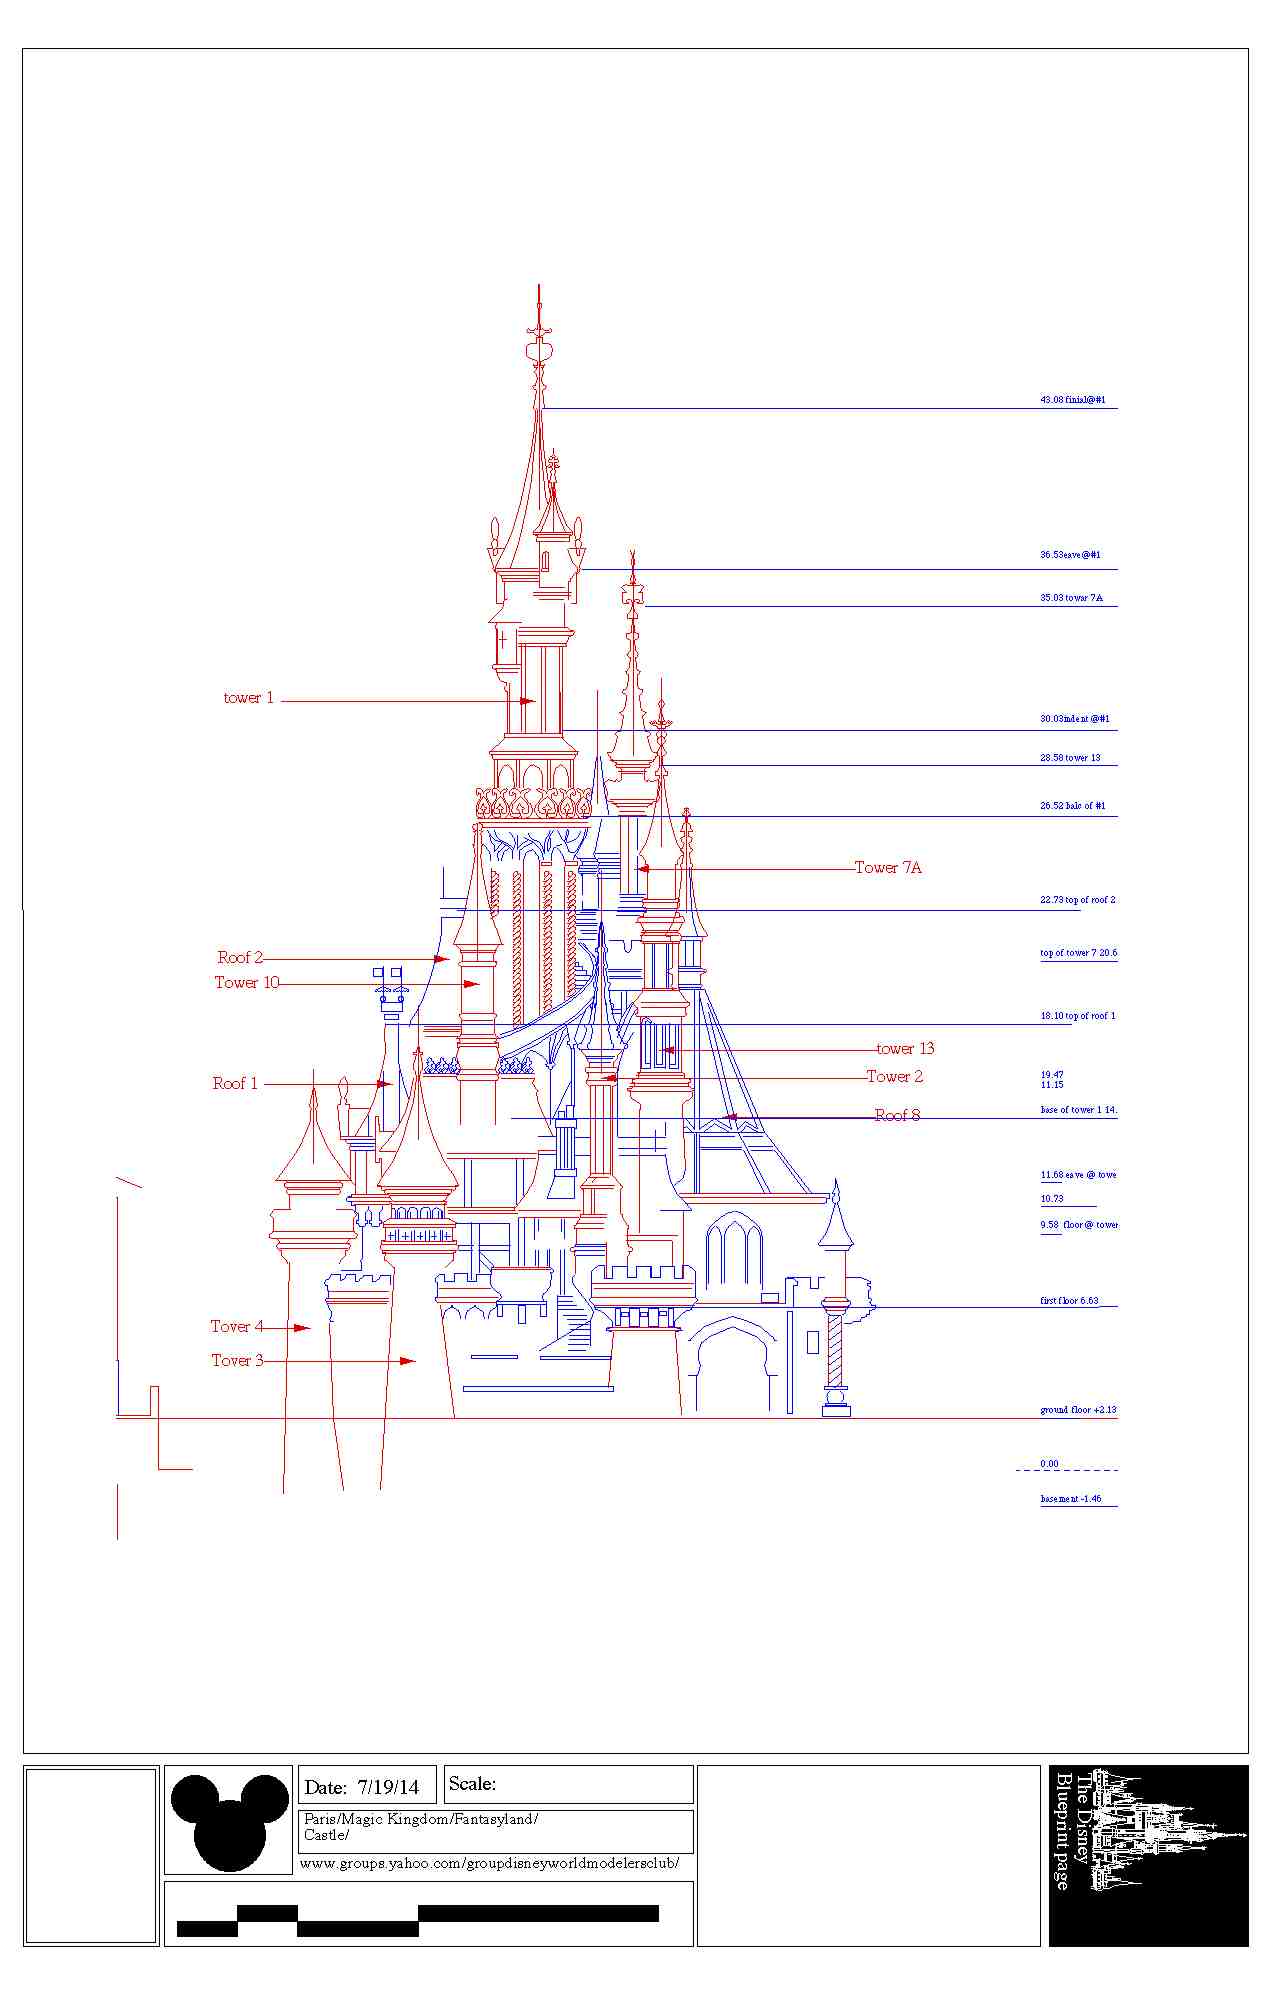 43.08 finial@#1
36.53eave@#1
35.03 towar 7A
tower 1
30.03indent @#1
28.58 tower 13
26.52 balc of #1
Tower 7A
22.73 top of roof 2
Roof 2
top of tower 7 20.6
Tower 10
18.10 top of roof 1
tower 13
19.47
Tower 2
Roof 1
11.15
base of tower 1 14.
Roof 8
11.68 eave @ towe
10.73
9.58 floor @ tower
first floor 6.63
Tover 4
Tover 3
ground floor +2.13
0.00
basement -1.46
Date: 7/19/14
Scale:
Paris/Magic Kingdom/Fantasyland/
Castle/
www.groups.yahoo.com/groupdisneyworldmodelersclub/
The Disney
Blueprint page